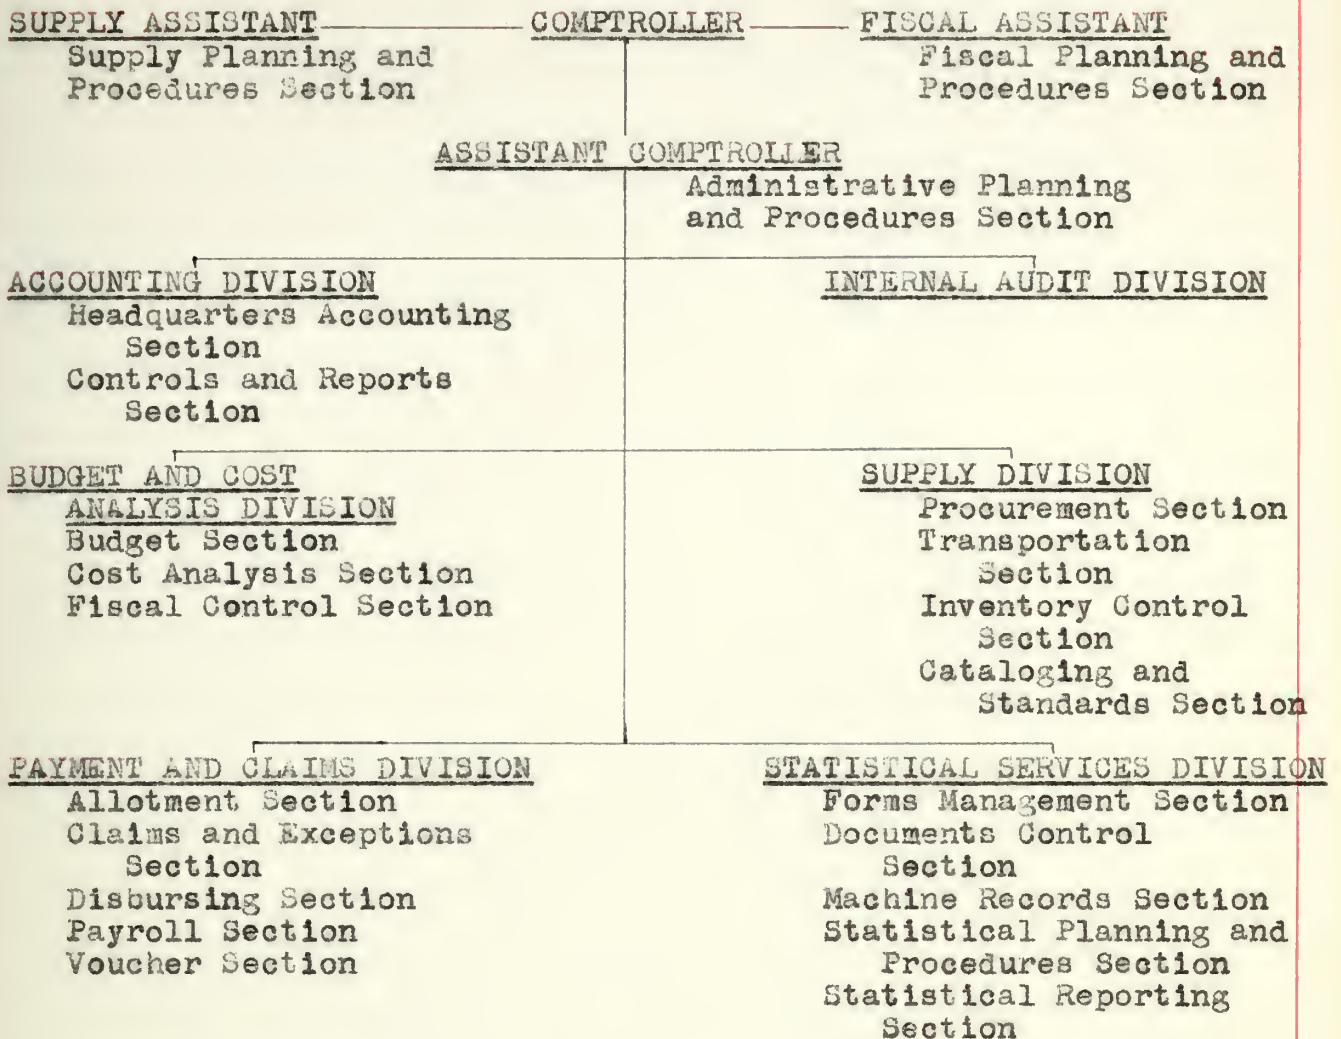 SUPPLY ASSISTANT COMPTROLLER FISCAL ASSISTANT
Supply Planning and
Procedures Section
Fiscal Planning and
Procedures Section
ASSISTANT COMPTROLLER
Administrative Planning
and Procedures Section
ACCOUNTING DIVISION
Headquarters Accounting
Section
Controls and Reports
Section
INTERNAL AUDIT DIVISION
BUDGET AND COST
ANALYSIS DIVISION
Budget Section
Cost Analysis Section
Fiscal Control Section
SUPPLY DIVISION
Procurement Section
Transportation
Section
Inventory Control
Section
Cataloging and
Standards Section
PAYMENT AND CLAIMS DIVISION
Allotment Section
Claims and Exceptions
Section
Disbursing Section
Payroll Section
Voucher Section
STATISTICAL SERVICES DIVISION
Forms Management Section
Documents Control
Section
Machine Records Section
Statistical Planning and
Procedures Section
Statistical Reporting
Section